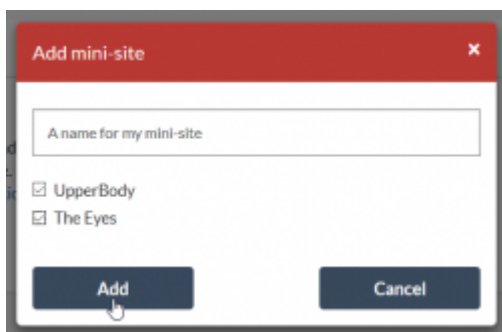 Add mini-site ×
A name for my mini-site
UpperBody
The Eyes
Add Cancel